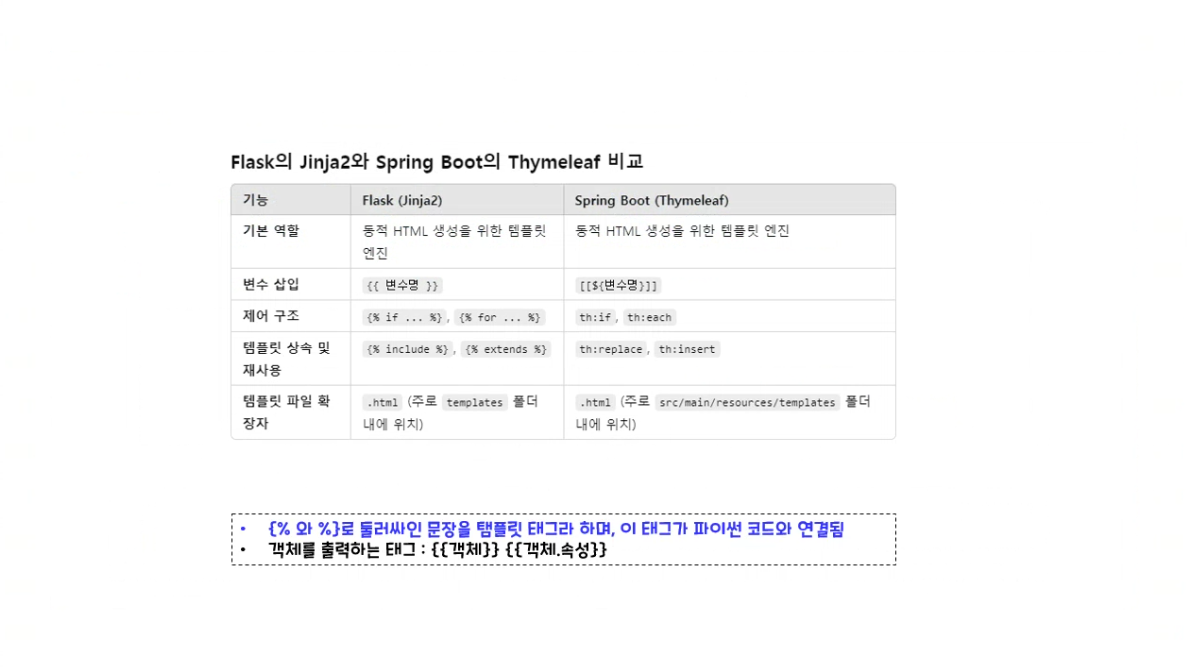 Flask의 Jinja2와 Spring Boot의 Thymeleaf 비교
기능 Flask (Jinja2) Spring Boot (Thymeleaf)
기본 역할 동적 HTML 생성을 위한 템플릿 동적 HTML 생성을 위한 템플릿 엔진
엔진
변수 삽입 {{ 변수명 }} [[${변수명}]]
제어 구조 {% if ... %}, {% for ... %} th:if, th:each
템플릿 상속 및 {% include %}, {% extends %} th:replace, th:insert
재사용
템플릿 파일 확 .html (주로 templates 폴더 .html (주로 src/main/resources/templates 폴더
장자 내에 위치) 내에 위치)
• {% 와 %}로 둘러싸인 문장을 탬플릿 태그라 하며, 이 태그가 파이썬 코드와 연결됨
• 객체를 출력하는 태그 : {{객체}} {{객체.속성}}